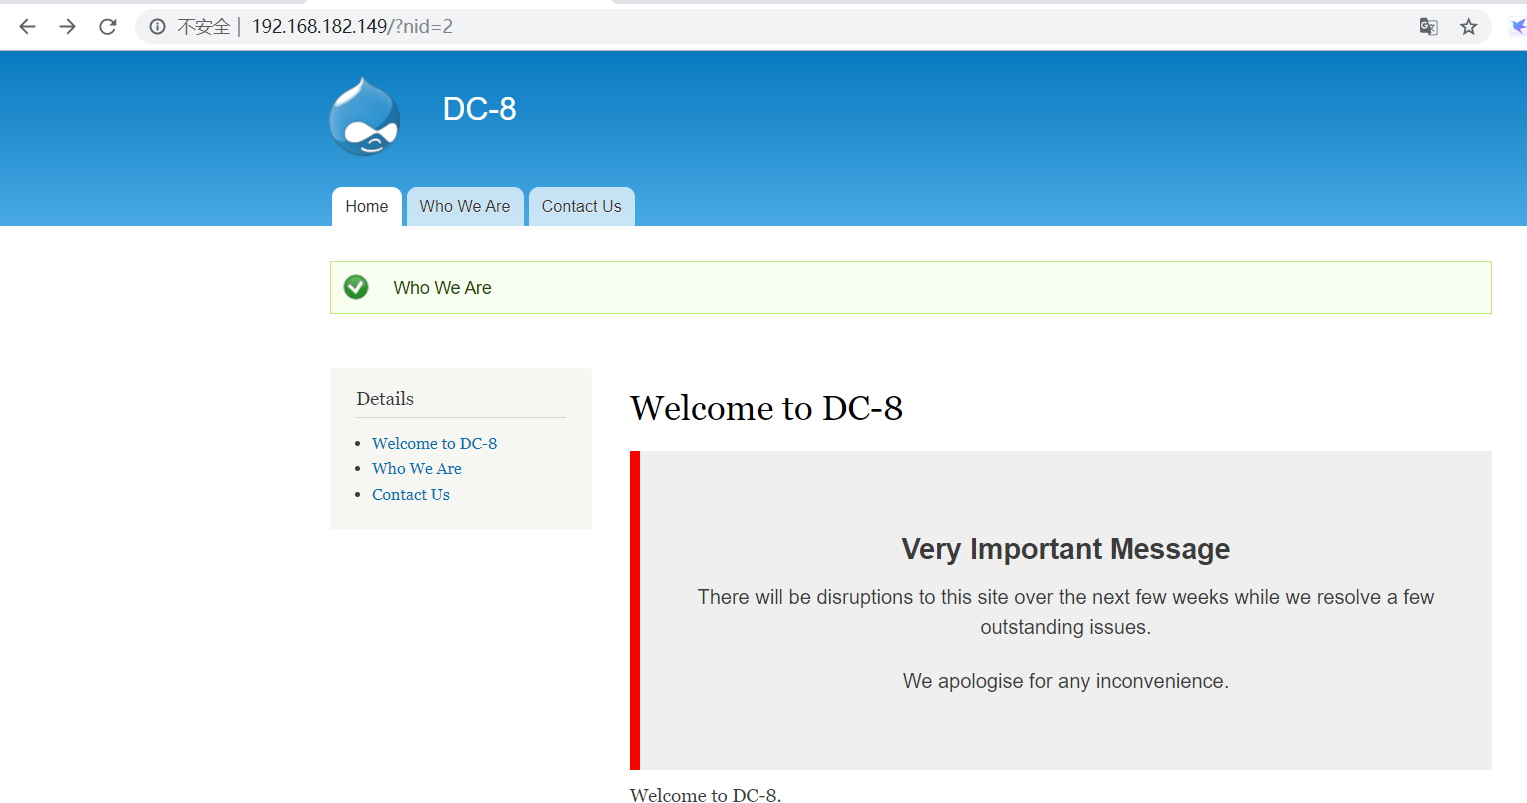 不安全 | 192.168.182.149/?nid=2
DC-8
Home Who We Are Contact Us
Who We Are
Details
Welcome to DC-8
Who We Are
Contact Us
Welcome to DC-8
Very Important Message
There will be disruptions to this site over the next few weeks while we resolve a few
outstanding issues.
We apologise for any inconvenience.
Welcome to DC-8.